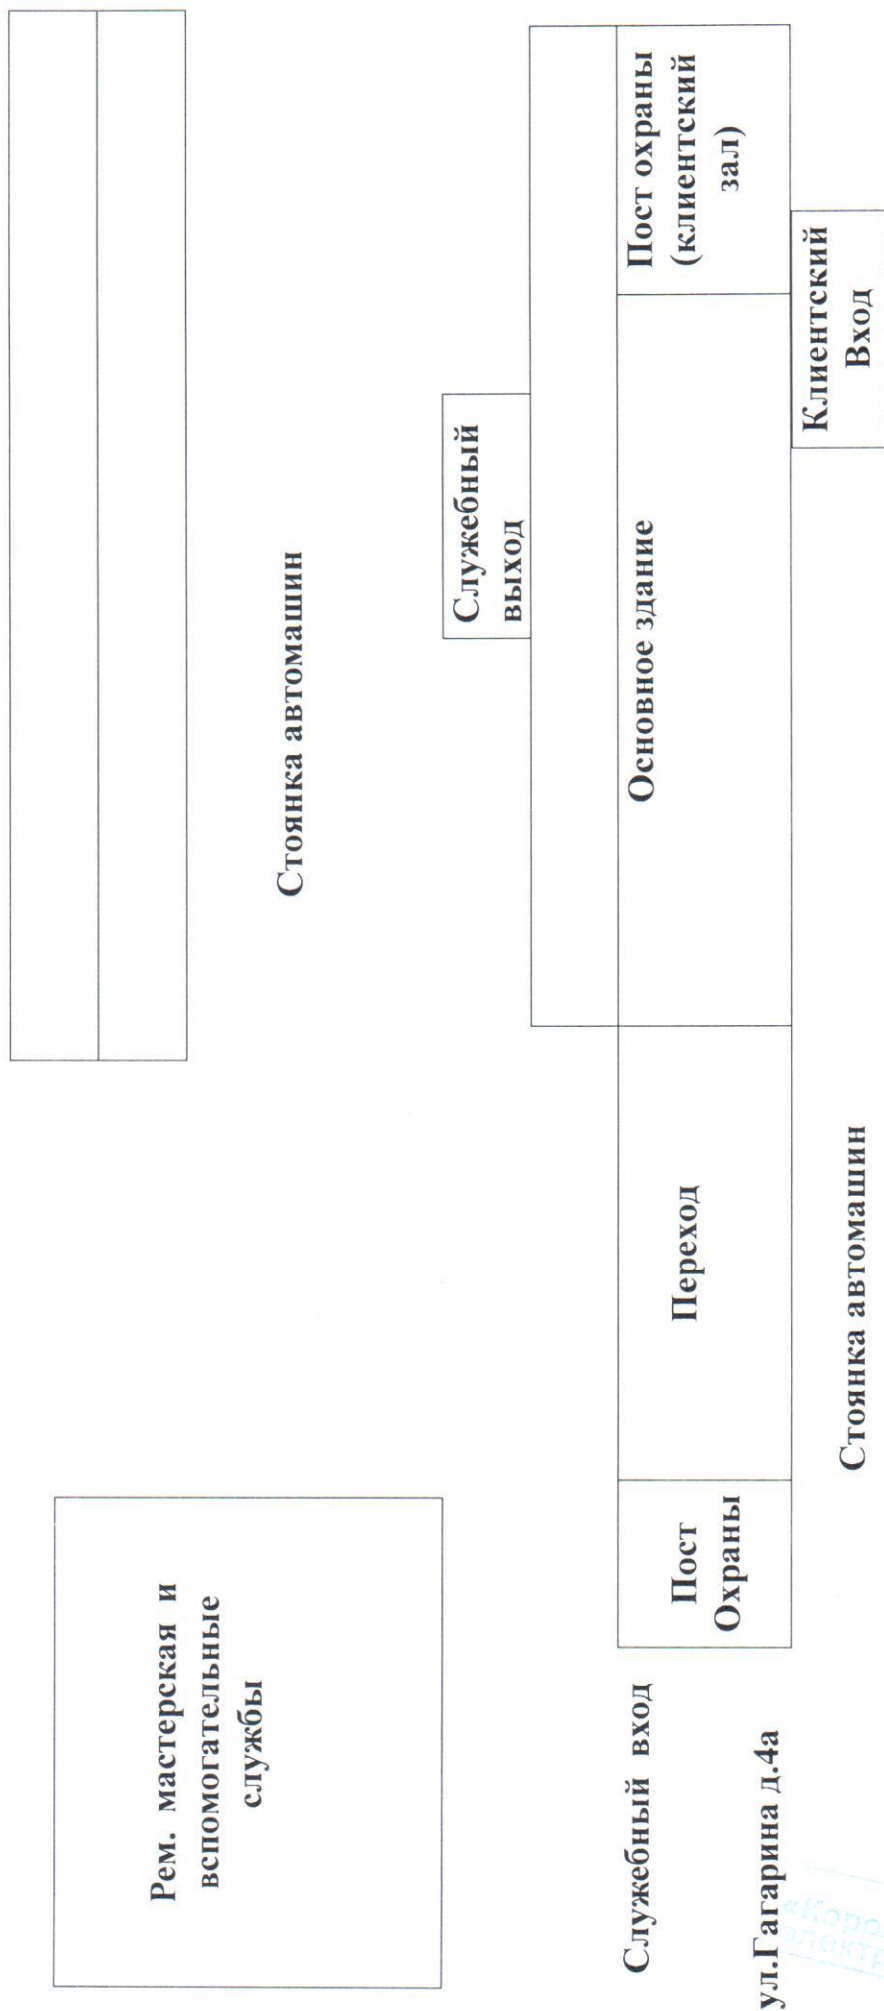 Рем. мастерская и
вспомогательные
службы
Стоянка автомашин
Служебный
выход
Служебный вход
Пост
Охраны
Переход
Основное здание
Пост охраны
(клиентский
зал)
ул.Гагарина д.4а
Стоянка автомашин
Клиентский
Вход